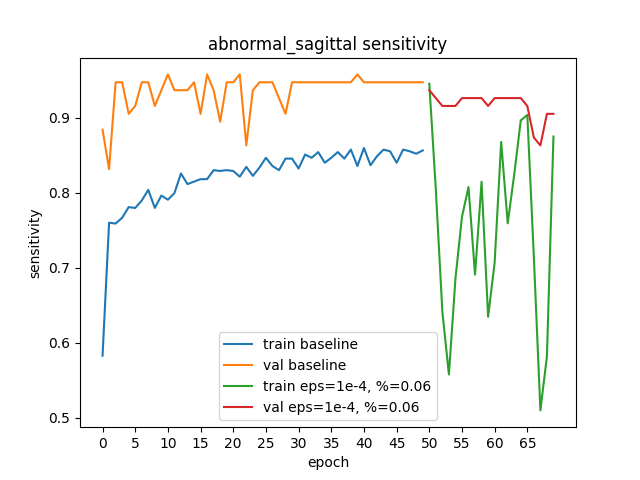 abnormal_sagittal sensitivity
sensitivity
0.9
0.8
0.7
0.6
0.5
train baseline
val baseline
train eps=1e-4, %=0.06
val eps=1e-4, %=0.06
0 5 10 15 20 25 30 35 40 45 50 55 60 65
epoch